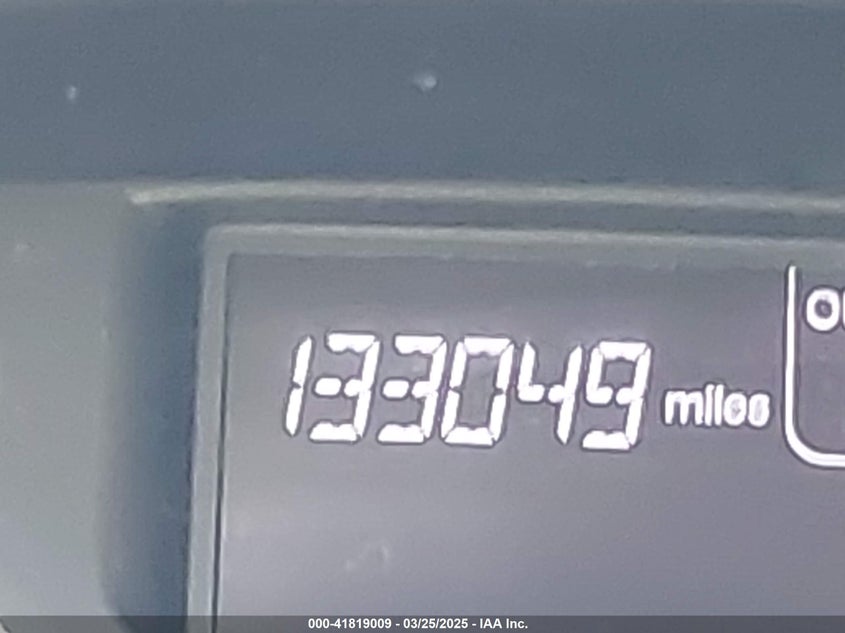 133049 miles
000-41819009 - 03/25/2025 - IAA Inc.